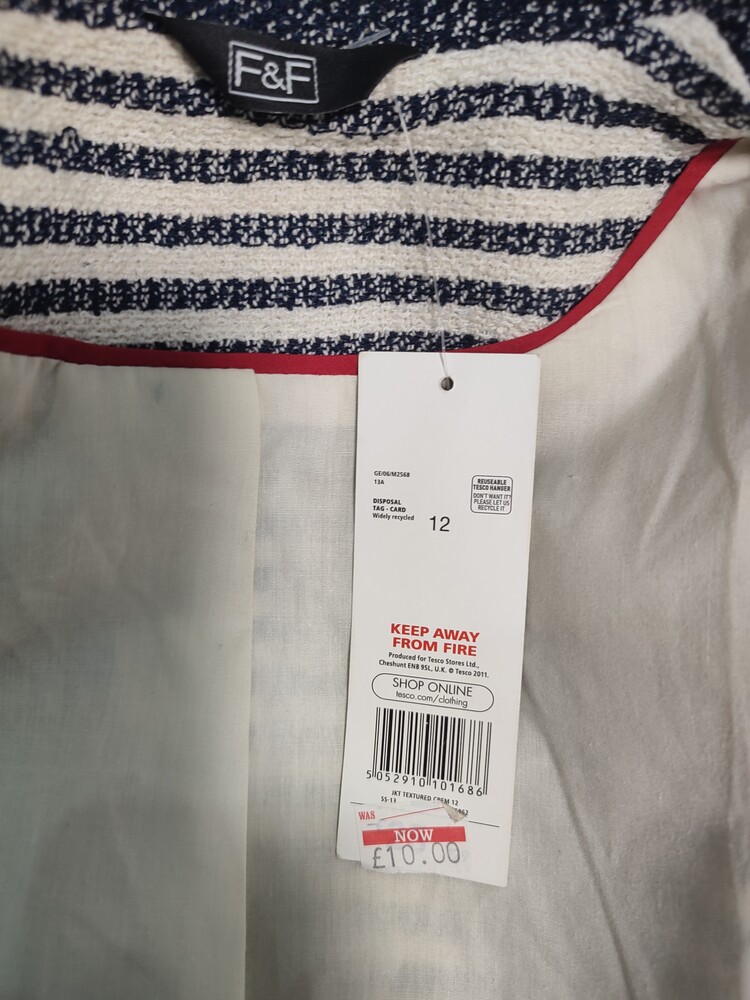 F&F
GE/06/M2568
13A
REUSEABLE
TESCO HANGER
DON'T WANT IT?
PLEASE LET US
RECYCLE IT
DISPOSAL
TAG - CARD
Widely recycled
12
KEEP AWAY
FROM FIRE
Produced for Tesco Stores Ltd.,
Cheshunt EN8 9SL, U.K. © Tesco 2011.
SHOP ONLINE
tesco.com/clothing
5 052910 101686
JKT TEXTURED CREM 12
SS-13
WAS
NOW
£10.00